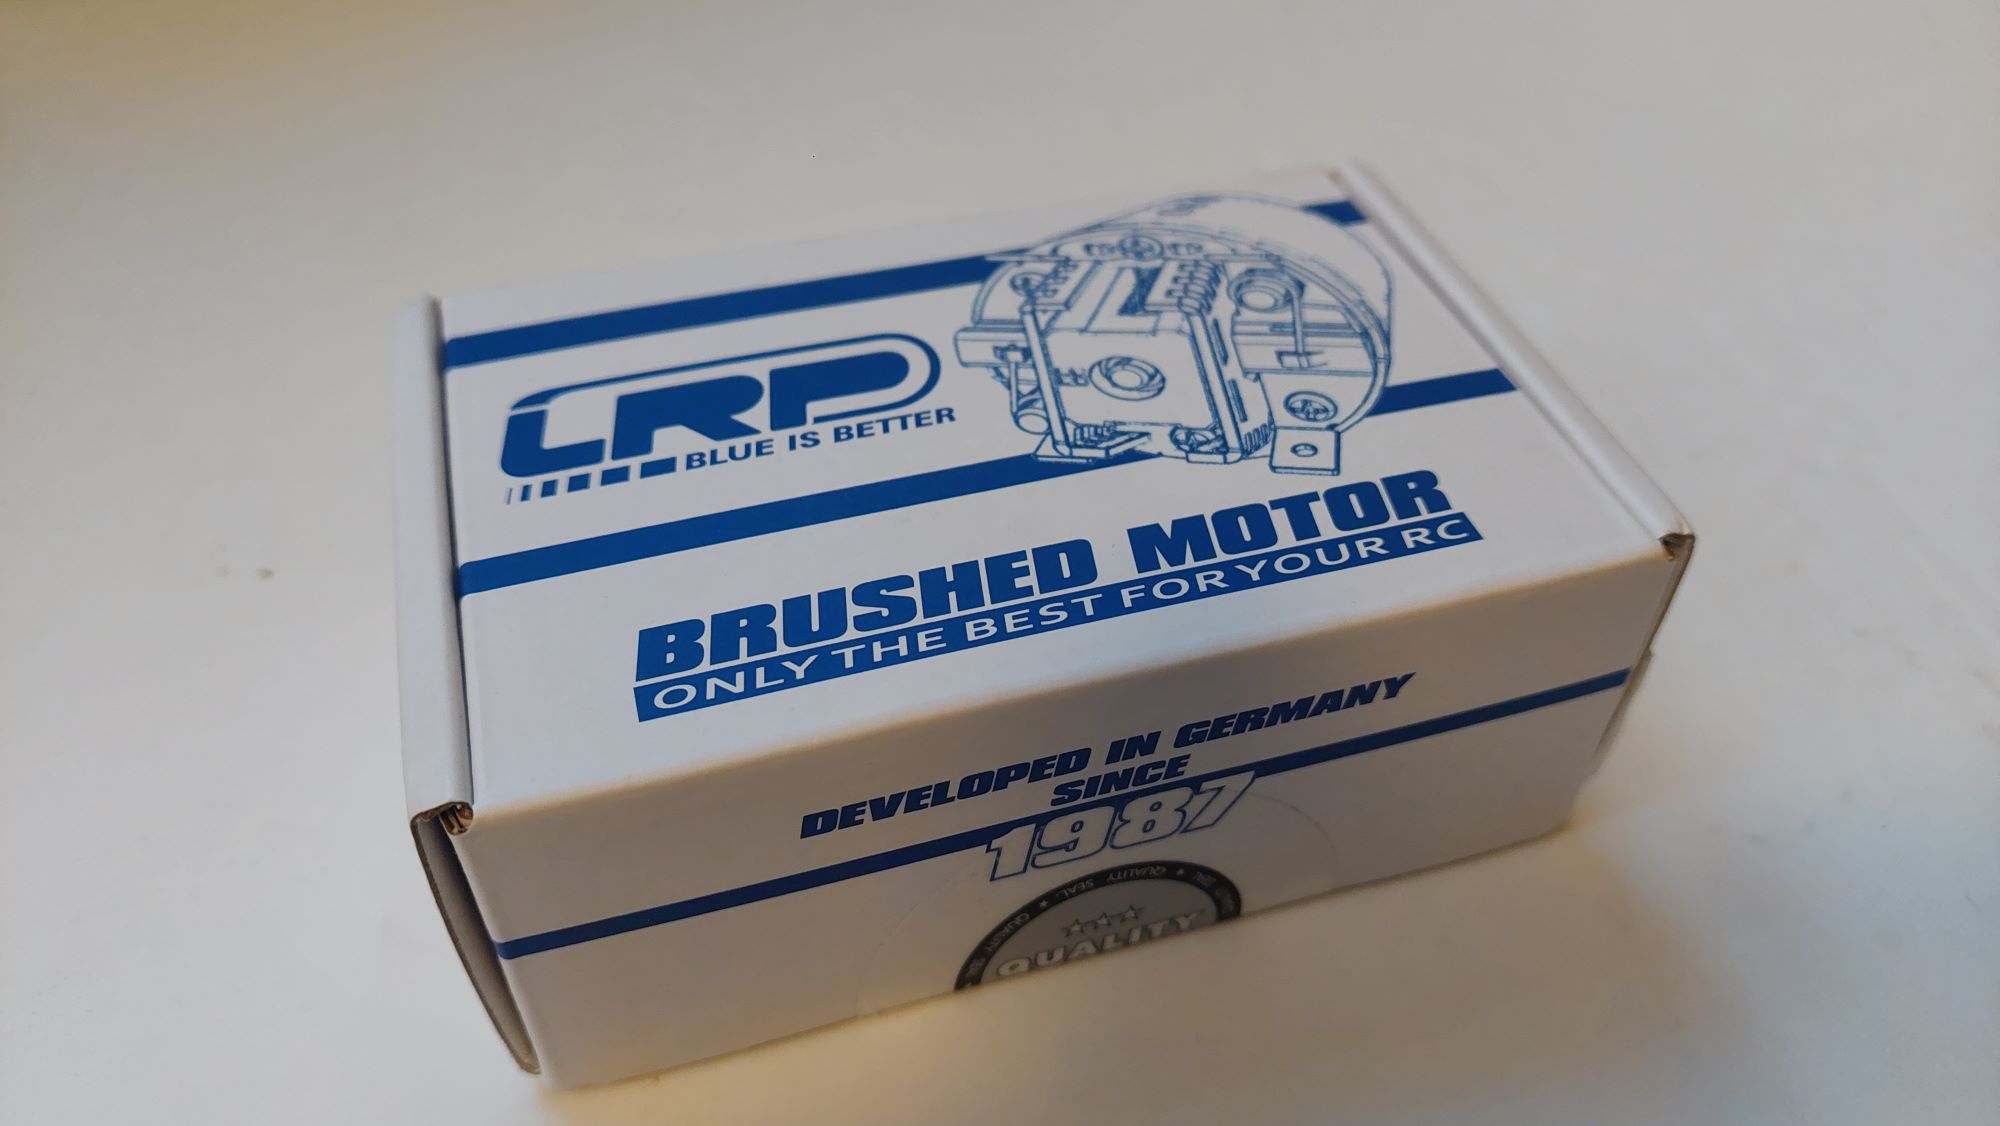 LRP
BLUE IS BETTER
BRUSHED MOTOR
ONLY THE BEST FOR YOUR RC
DEVELOPED IN GERMANY
SINCE
1987
QUALITY SEAL
QUALITY